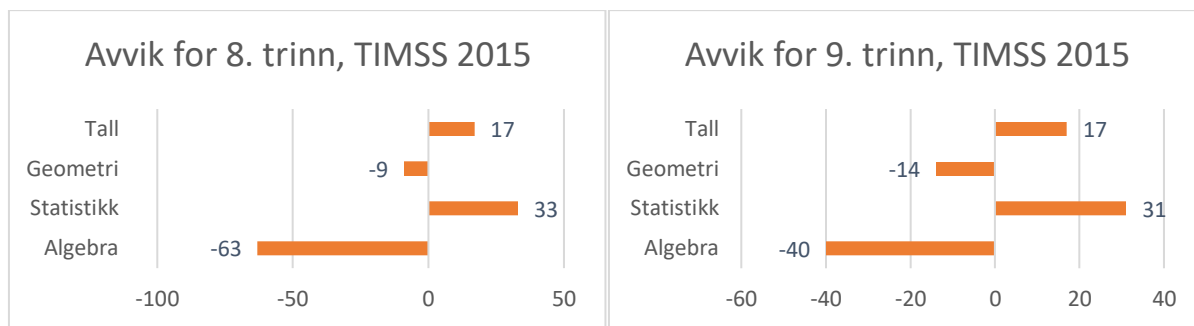 Avvik for 8. trinn, TIMSS 2015
Tall
17
Geometri
-9
Statistikk
33
Algebra
-63
-100
-50
0
50
Avvik for 9. trinn, TIMSS 2015
Tall
17
Geometri
-14
Statistikk
31
Algebra
-40
-60
-40
-20
0
20
40